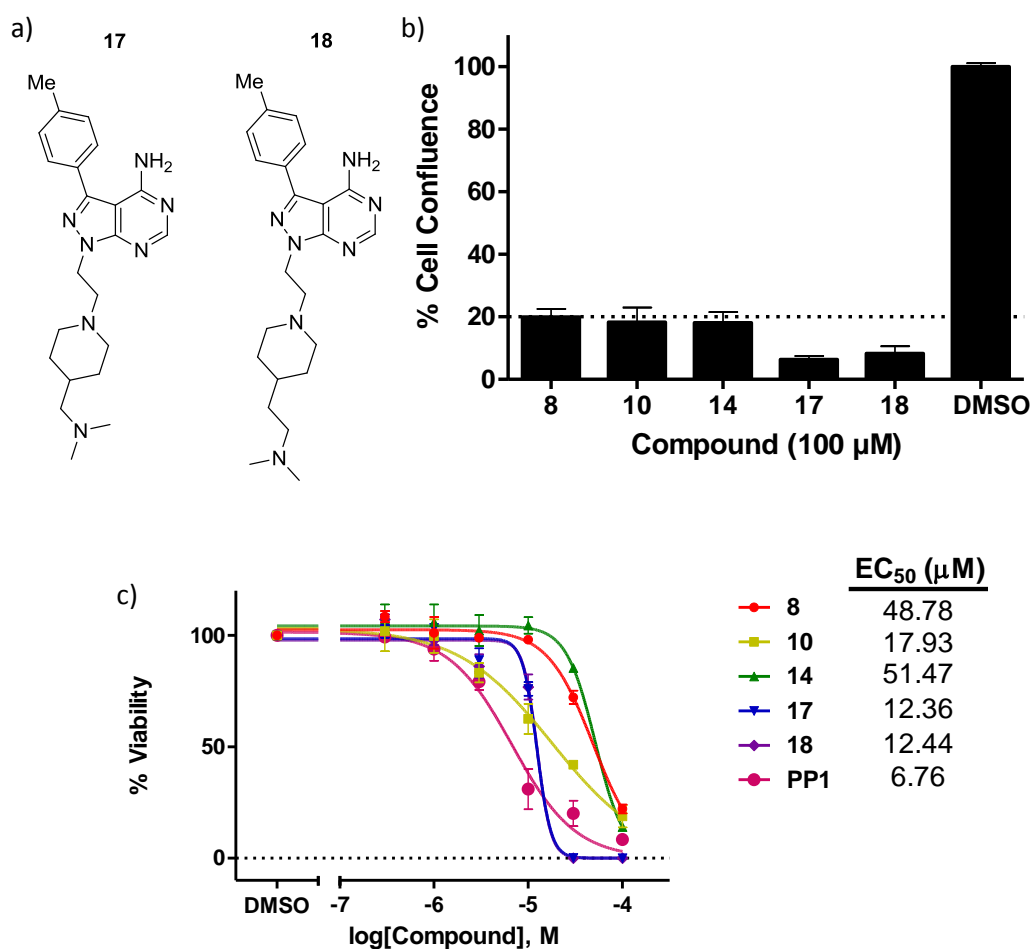 a)
17
18
Me
NH2
N
N
N
N
N
N
N
Me
NH2
N
N
N
N
N
N
N
b)
% Cell Confluence
100
80
60
40
20
0
8 10 14 17 18 DMSO
Compound (100 µM)
c)
% Viability
100
50
0
DMSO -7 -6 -5 -4
log[Compound], M
EC50 (μM)
8 48.78
10 17.93
14 51.47
17 12.36
18 12.44
PP1 6.76